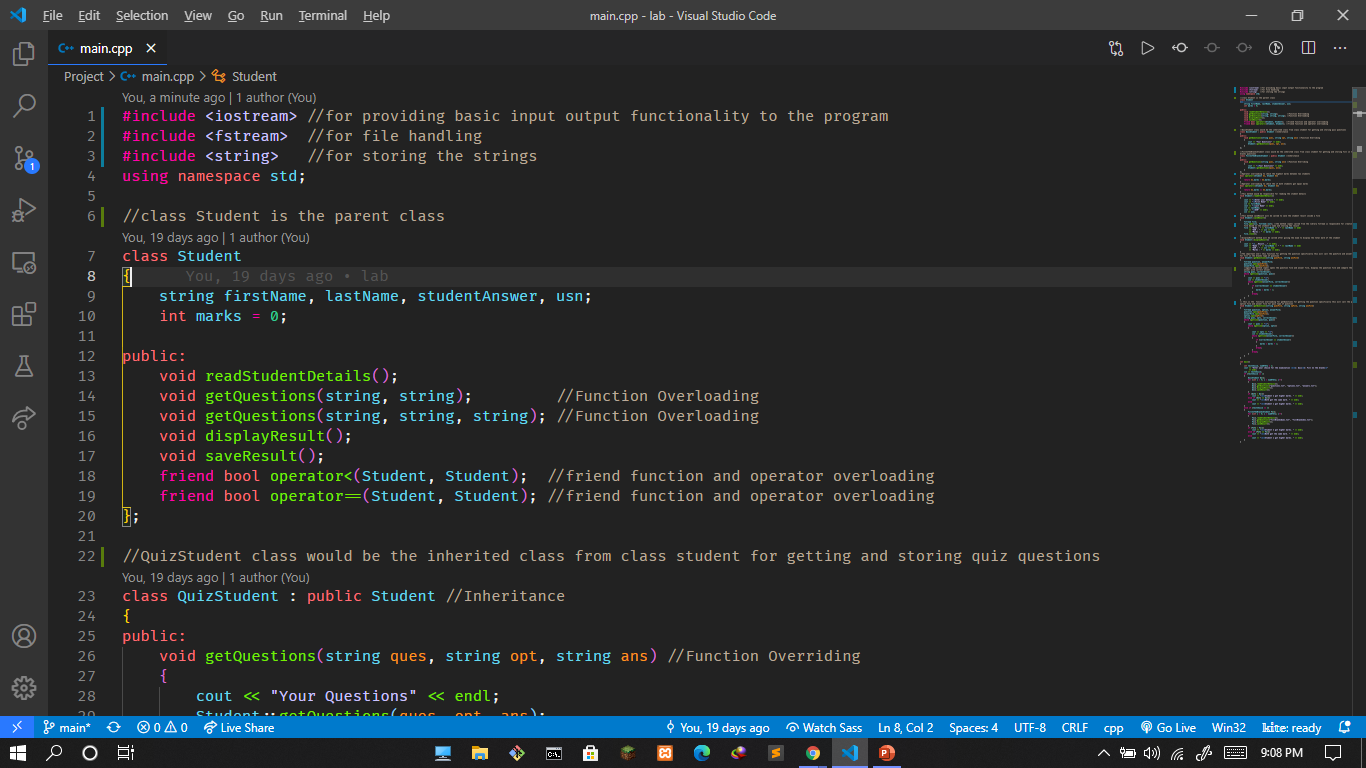 File Edit Selection View Go Run Terminal Help main.cpp - lab - Visual Studio Code
main.cpp
Project > main.cpp > Student
You, a minute ago | 1 author (You)
1 #include <iostream> //for providing basic input output functionality to the program
2 #include <fstream> //for file handling
3 #include <string> //for storing the strings
4 using namespace std;
5
6 //class Student is the parent class
You, 19 days ago | 1 author (You)
7 class Student
8 { You, 19 days ago • lab
9 string firstName, lastName, studentAnswer, usn;
10 int marks = 0;
11
12 public:
13 void readStudentDetails();
14 void getQuestions(string, string); //Function Overloading
15 void getQuestions(string, string, string); //Function Overloading
16 void displayResult();
17 void saveResult();
18 friend bool operator<(Student, Student); //friend function and operator overloading
19 friend bool operator==(Student, Student); //friend function and operator overloading
20 };
21
22 //QuizStudent class would be the inherited class from class student for getting and storing quiz questions
You, 19 days ago | 1 author (You)
23 class QuizStudent : public Student //Inheritance
24 {
25 public:
26 void getQuestions(string ques, string opt, string ans) //Function Overriding
27 {
28 cout << "Your Questions" << endl;
29 Student::getQuestions(ques, opt, ans);
1
main* 0 0 Live Share You, 19 days ago Watch Sass Ln 8, Col 2 Spaces: 4 UTF-8 CRLF cpp Go Live Win32 kite: ready
9:08 PM